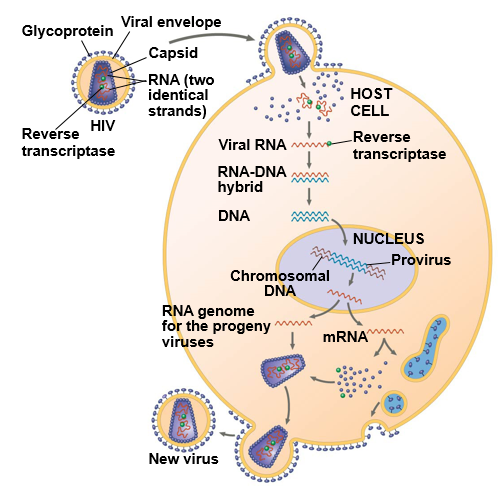 Glycoprotein
Viral envelope
Capsid
RNA (two
identical
strands)
Reverse
transcriptase
HIV
HOST
CELL
Viral RNA
Reverse
transcriptase
RNA-DNA
hybrid
DNA
NUCLEUS
Provirus
Chromosomal
DNA
RNA genome
for the progeny
viruses
mRNA
New virus